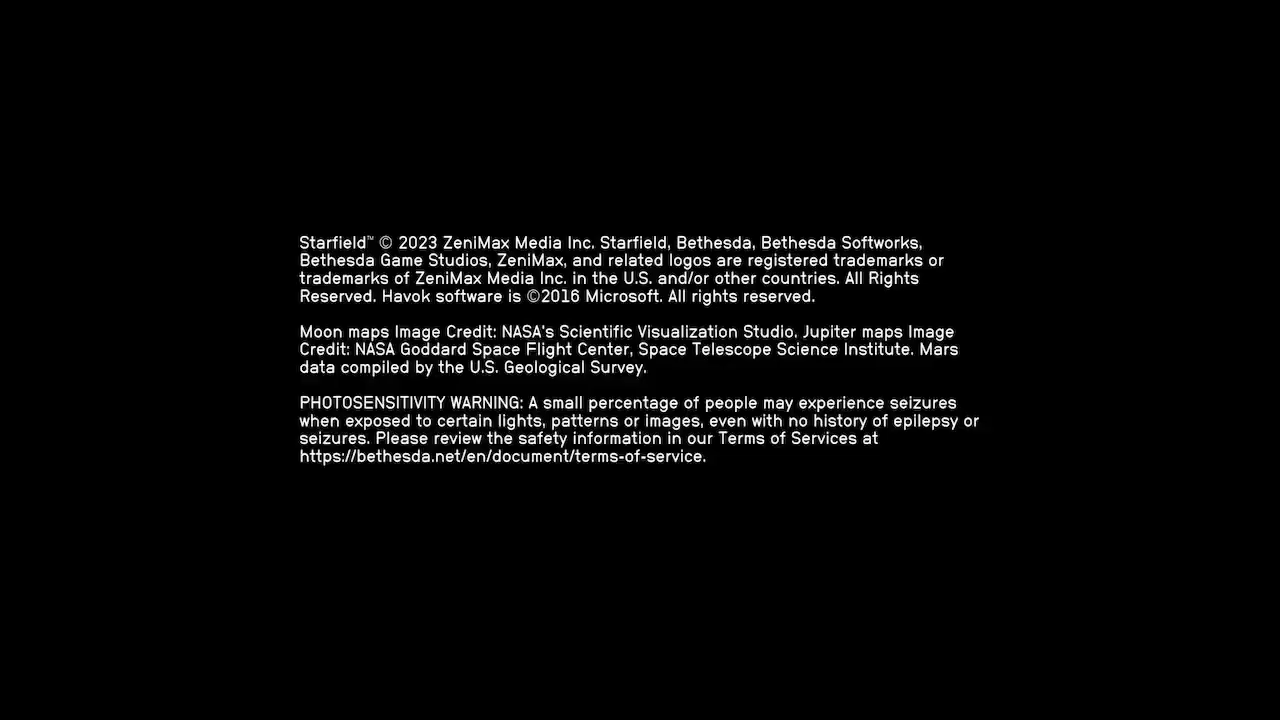 Starfield™ © 2023 ZeniMax Media Inc. Starfield, Bethesda, Bethesda Softworks,
Bethesda Game Studios, ZeniMax, and related logos are registered trademarks or
trademarks of ZeniMax Media Inc. in the U.S. and/or other countries. All Rights
Reserved. Havok software is ©2016 Microsoft. All rights reserved.
Moon maps Image Credit: NASA's Scientific Visualization Studio. Jupiter maps Image
Credit: NASA Goddard Space Flight Center, Space Telescope Science Institute. Mars
data compiled by the U.S. Geological Survey.
PHOTOSENSITIVITY WARNING: A small percentage of people may experience seizures
when exposed to certain lights, patterns or images, even with no history of epilepsy or
seizures. Please review the safety information in our Terms of Services at
https://bethesda.net/en/document/terms-of-service.